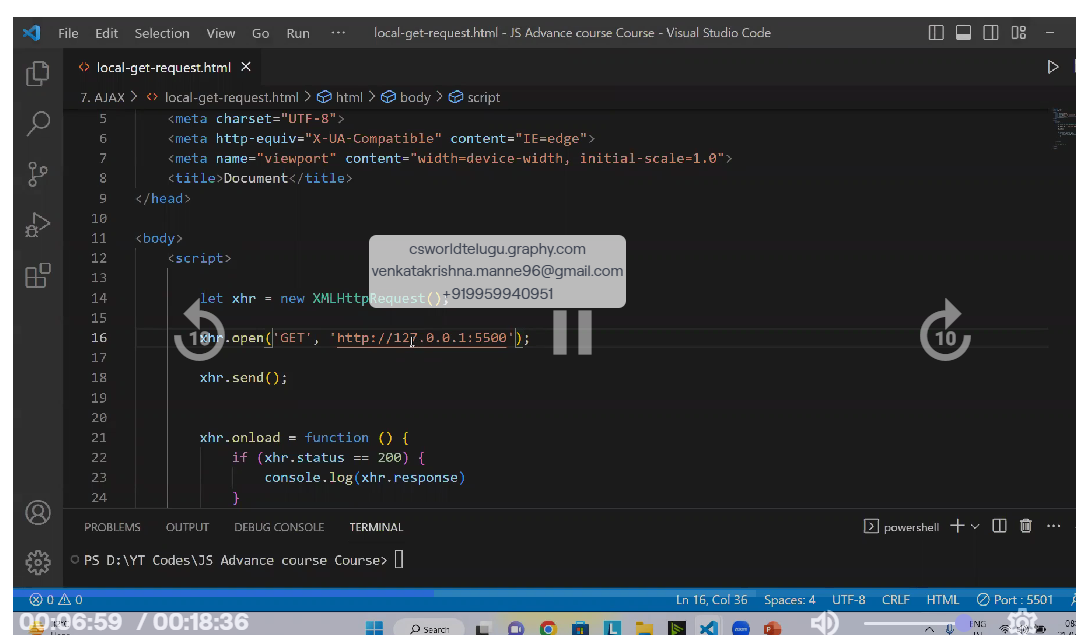 File Edit Selection View Go Run ··· local-get-request.html - JS Advance course Course - Visual Studio Code
<> local-get-request.html ×
7. AJAX > <> local-get-request.html > html > body > script
5 <meta charset="UTF-8">
6 <meta http-equiv="X-UA-Compatible" content="IE=edge">
7 <meta name="viewport" content="width=device-width, initial-scale=1.0">
8 <title>Document</title>
9 </head>
10
11 <body>
12 <script>
13
14 let xhr = new XMLHttpRequest();
15
16 xhr.open('GET', 'http://127.0.0.1:5500');
17
18 xhr.send();
19
20
21 xhr.onload = function () {
22 if (xhr.status == 200) {
23 console.log(xhr.response)
24 }
csworldtelugu.graphy.com
venkatakrishna.manne96@gmail.com
+919959940951
10
10
PROBLEMS OUTPUT DEBUG CONSOLE TERMINAL powershell
PS D:\YT Codes\JS Advance course Course>
0 0 Ln 16, Col 36 Spaces: 4 UTF-8 CRLF HTML Port : 5501
00:06:59 / 00:18:36
Search ENG